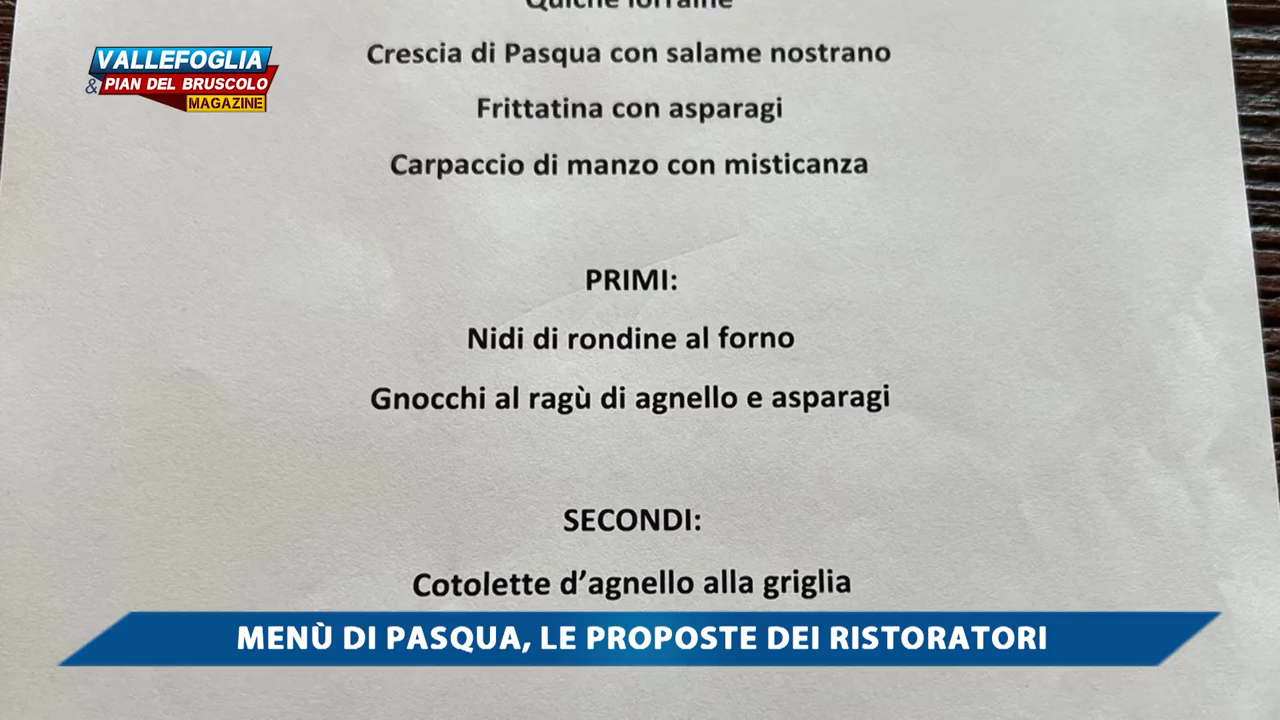 Quiche lorraine
VALLEFOGLIA
& PIAN DEL BRUSCOLO
MAGAZINE
Crescia di Pasqua con salame nostrano
Frittatina con asparagi
Carpaccio di manzo con misticanza
PRIMI:
Nidi di rondine al forno
Gnocchi al ragù di agnello e asparagi
SECONDI:
Cotolette d’agnello alla griglia
MENÙ DI PASQUA, LE PROPOSTE DEI RISTORATORI